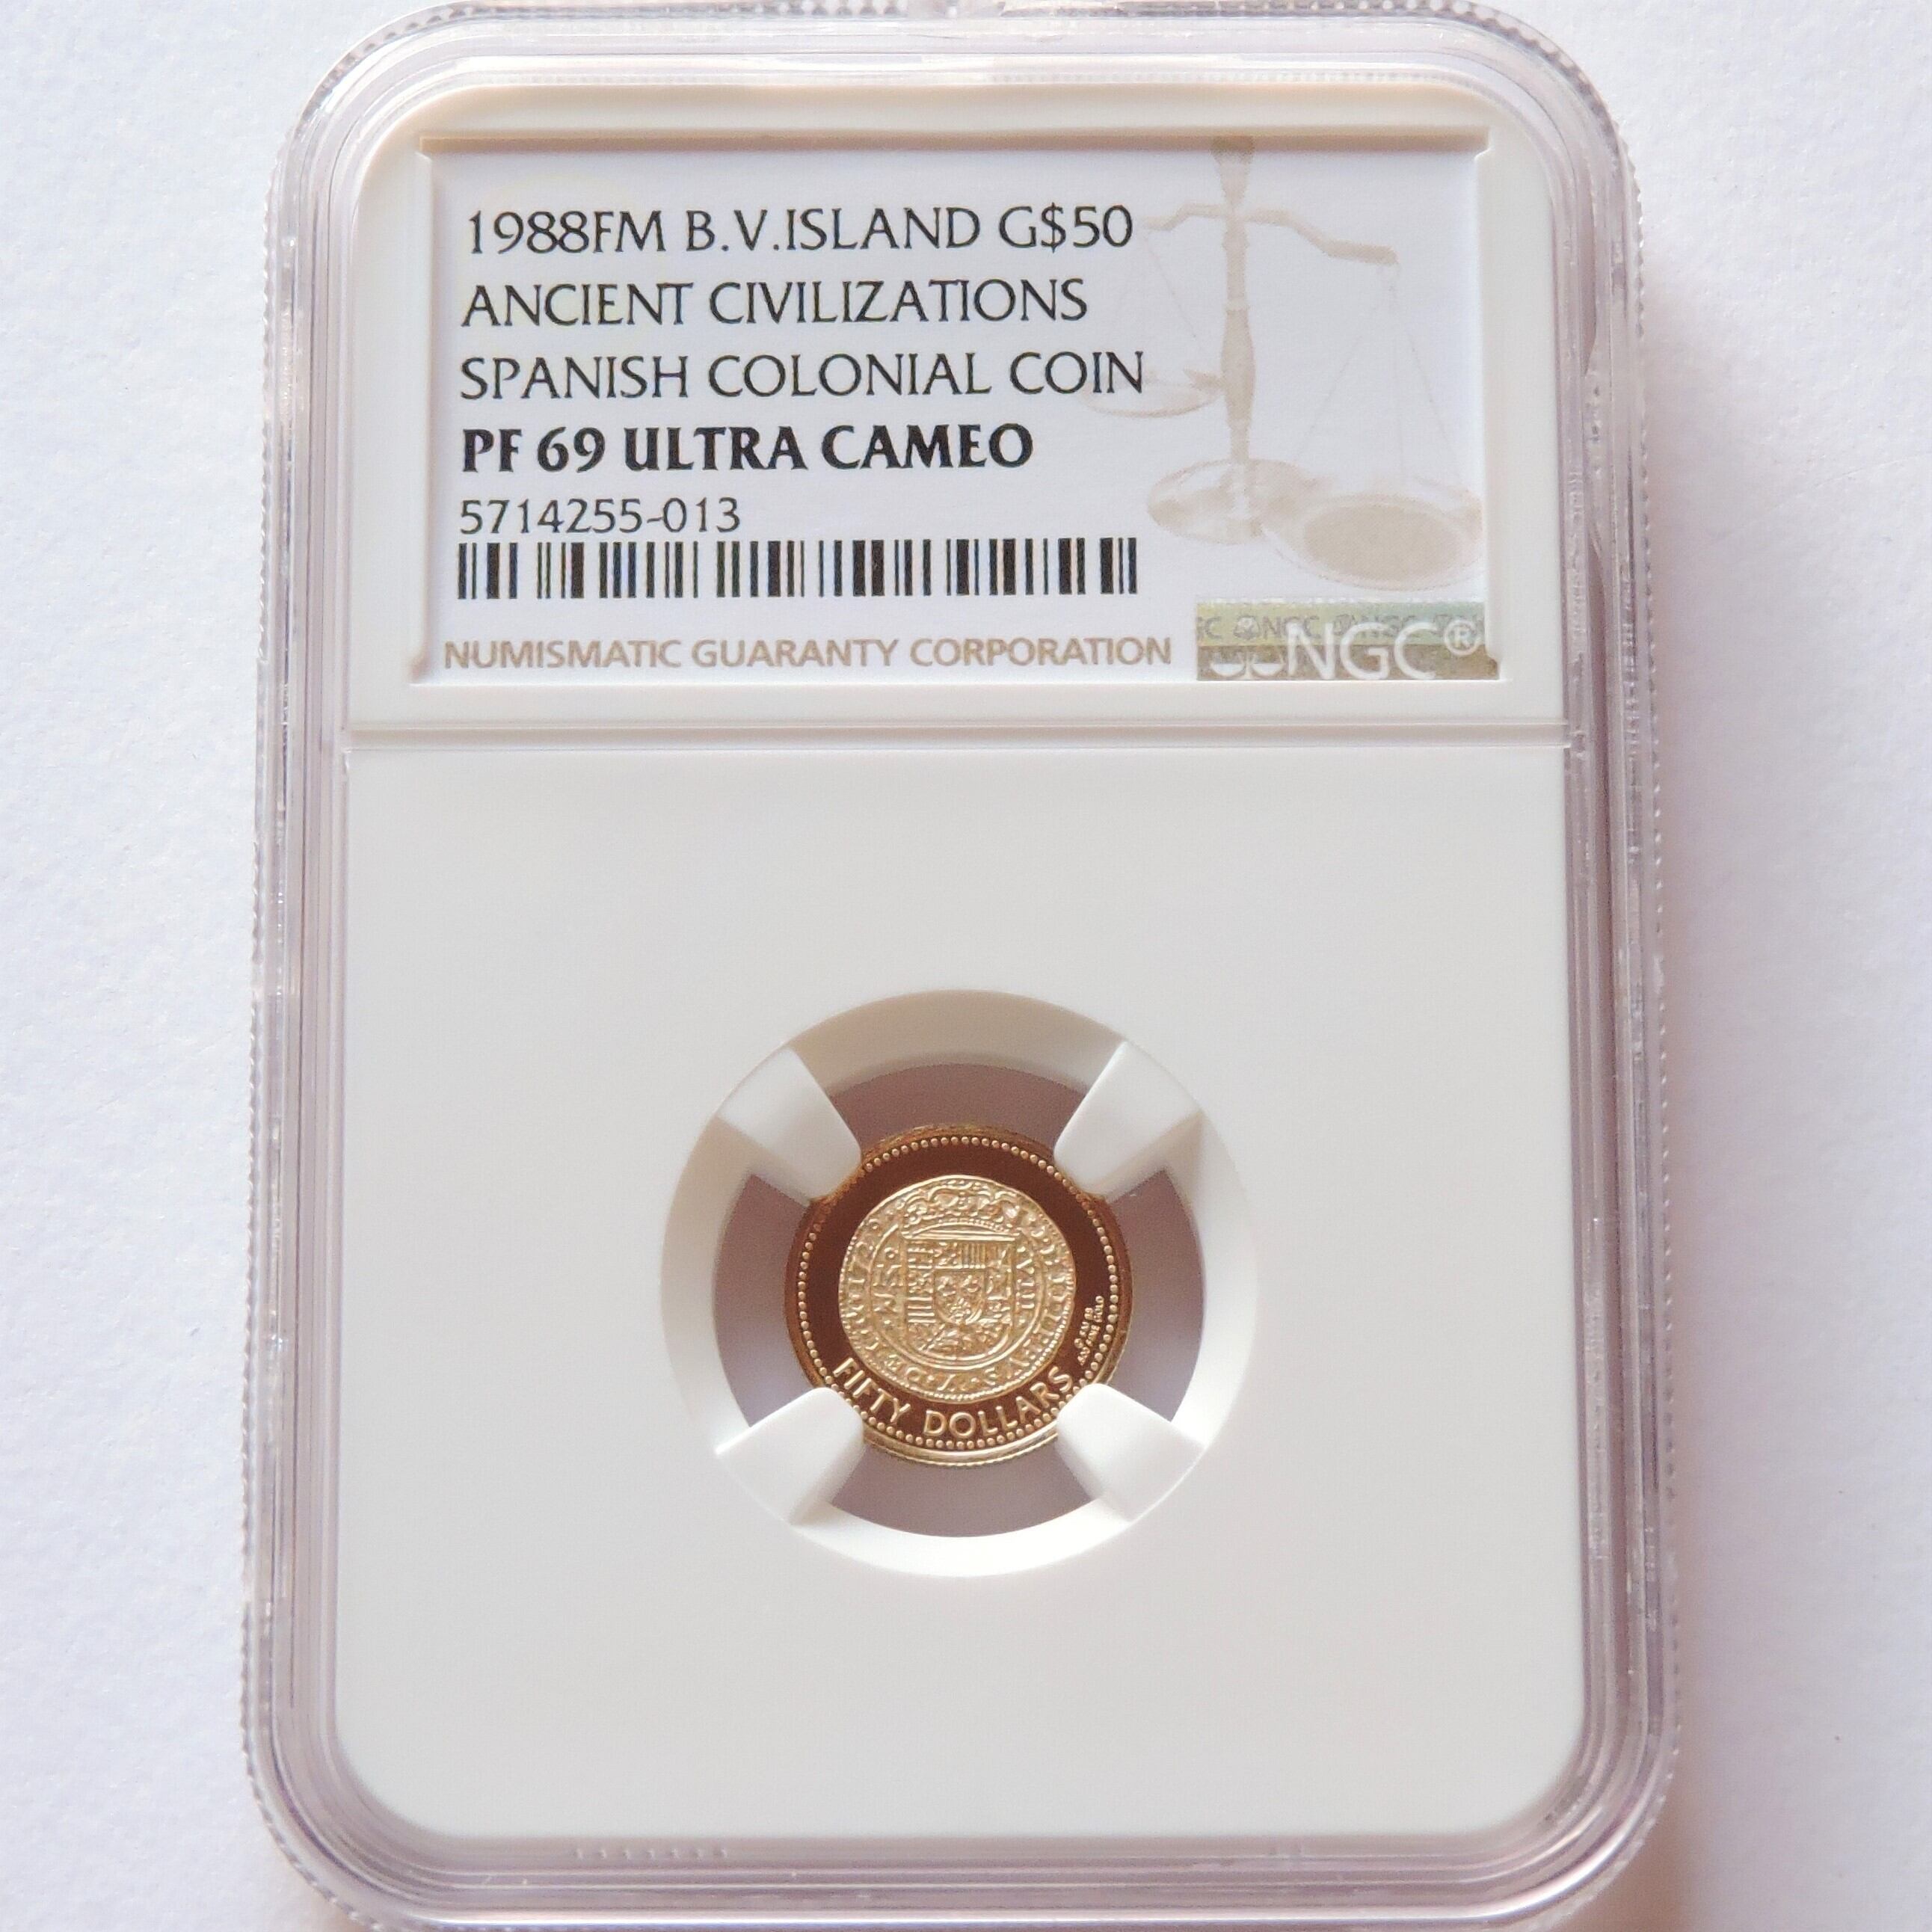 1988FM B.V.ISLAND G$50
ANCIENT CIVILIZATIONS
SPANISH COLONIAL COIN
PF 69 ULTRA CAMEO
5714255-013
NUMISMATIC GUARANTY CORPORATION
NGC®
FIFTY DOLLARS